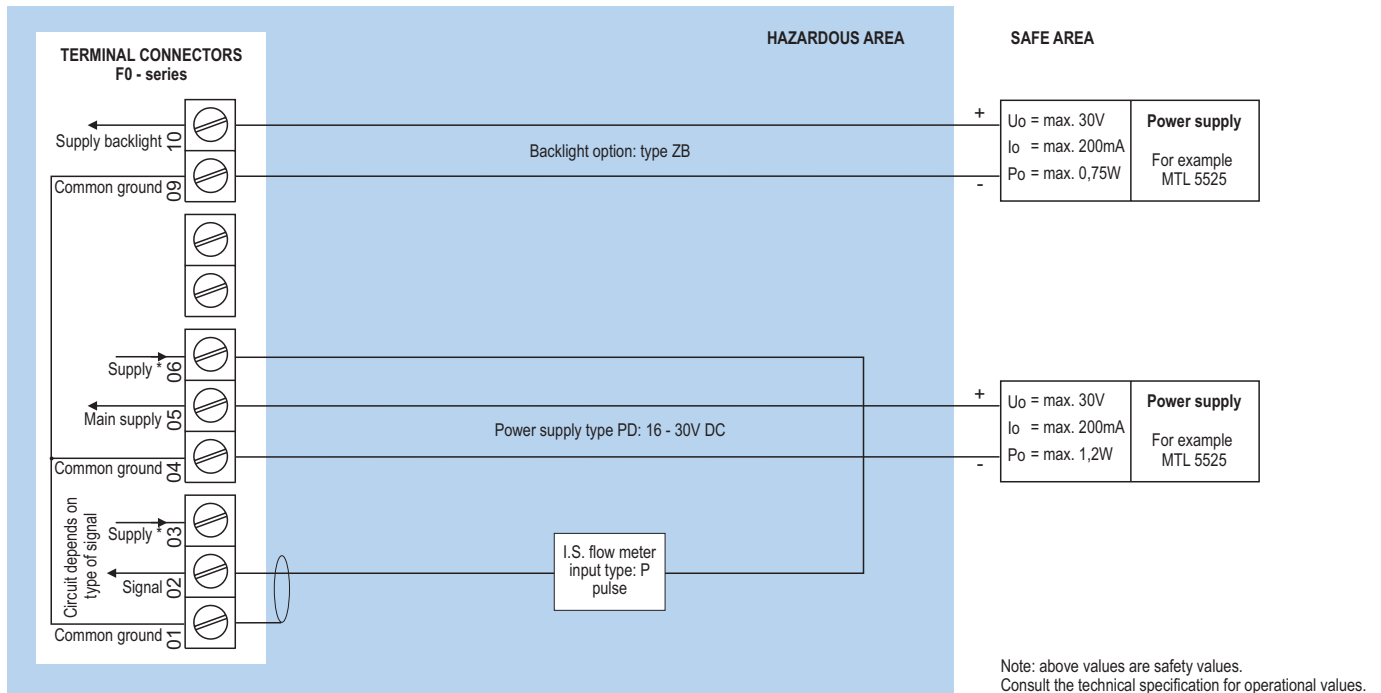 HAZARDOUS AREA
SAFE AREA
TERMINAL CONNECTORS
F0 - series
Supply backlight 10
Backlight option: type ZB
+
Uo = max. 30V
Io = max. 200mA
Po = max. 0,75W
-
Power supply
For example
MTL 5525
Common ground 09
Supply * 06
Main supply 05
Power supply type PD: 16 - 30V DC
+
Uo = max. 30V
Io = max. 200mA
Po = max. 1,2W
-
Power supply
For example
MTL 5525
Common ground 04
Circuit depends on
type of signal
Supply * 03
Signal 02
Common ground 01
I.S. flow meter
input type: P
pulse
Note: above values are safety values.
Consult the technical specification for operational values.